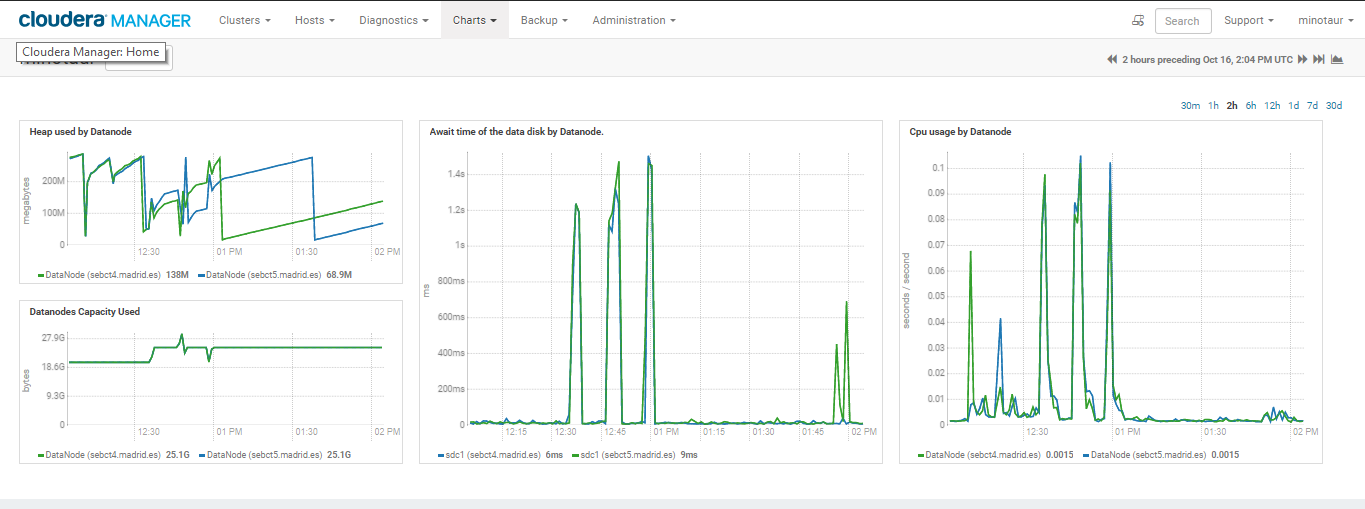 cloudera MANAGER Clusters Hosts Diagnostics Charts Backup Administration Search Support minotaur
Cloudera Manager: Home
2 hours preceding Oct 16, 2:04 PM UTC
30m 1h 2h 6h 12h 1d 7d 30d
Heap used by Datanode
megabytes
200M
100M
0
12:30 01 PM 01:30 02 PM
DataNode (sebct4.madrid.es) 138M DataNode (sebct5.madrid.es) 68.9M
Datanodes Capacity Used
bytes
27.9G
18.6G
9.3G
0
12:30 01 PM 01:30 02 PM
DataNode (sebct4.madrid.es) 25.1G DataNode (sebct5.madrid.es) 25.1G
Await time of the data disk by Datanode.
ms
1.4s
1.2s
1s
800ms
600ms
400ms
200ms
0
12:15 12:30 12:45 01 PM 01:15 01:30 01:45 02 PM
sdc1 (sebct4.madrid.es) 6ms sdc1 (sebct5.madrid.es) 9ms
Cpu usage by Datanode
seconds / second
0.1
0.09
0.08
0.07
0.06
0.05
0.04
0.03
0.02
0.01
0
12:30 01 PM 01:30 02 PM
DataNode (sebct4.madrid.es) 0.0015 DataNode (sebct5.madrid.es) 0.0015